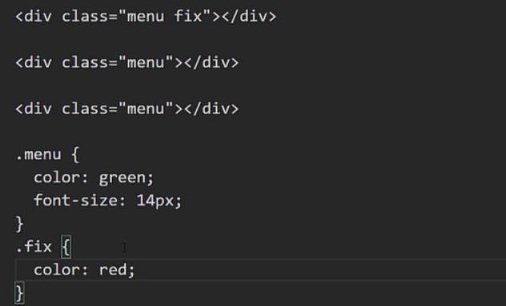 <div class="menu fix"></div>
<div class="menu"></div>
<div class="menu"></div>
.menu {
color: green;
font-size: 14px;
}
.fix {
color: red;
}